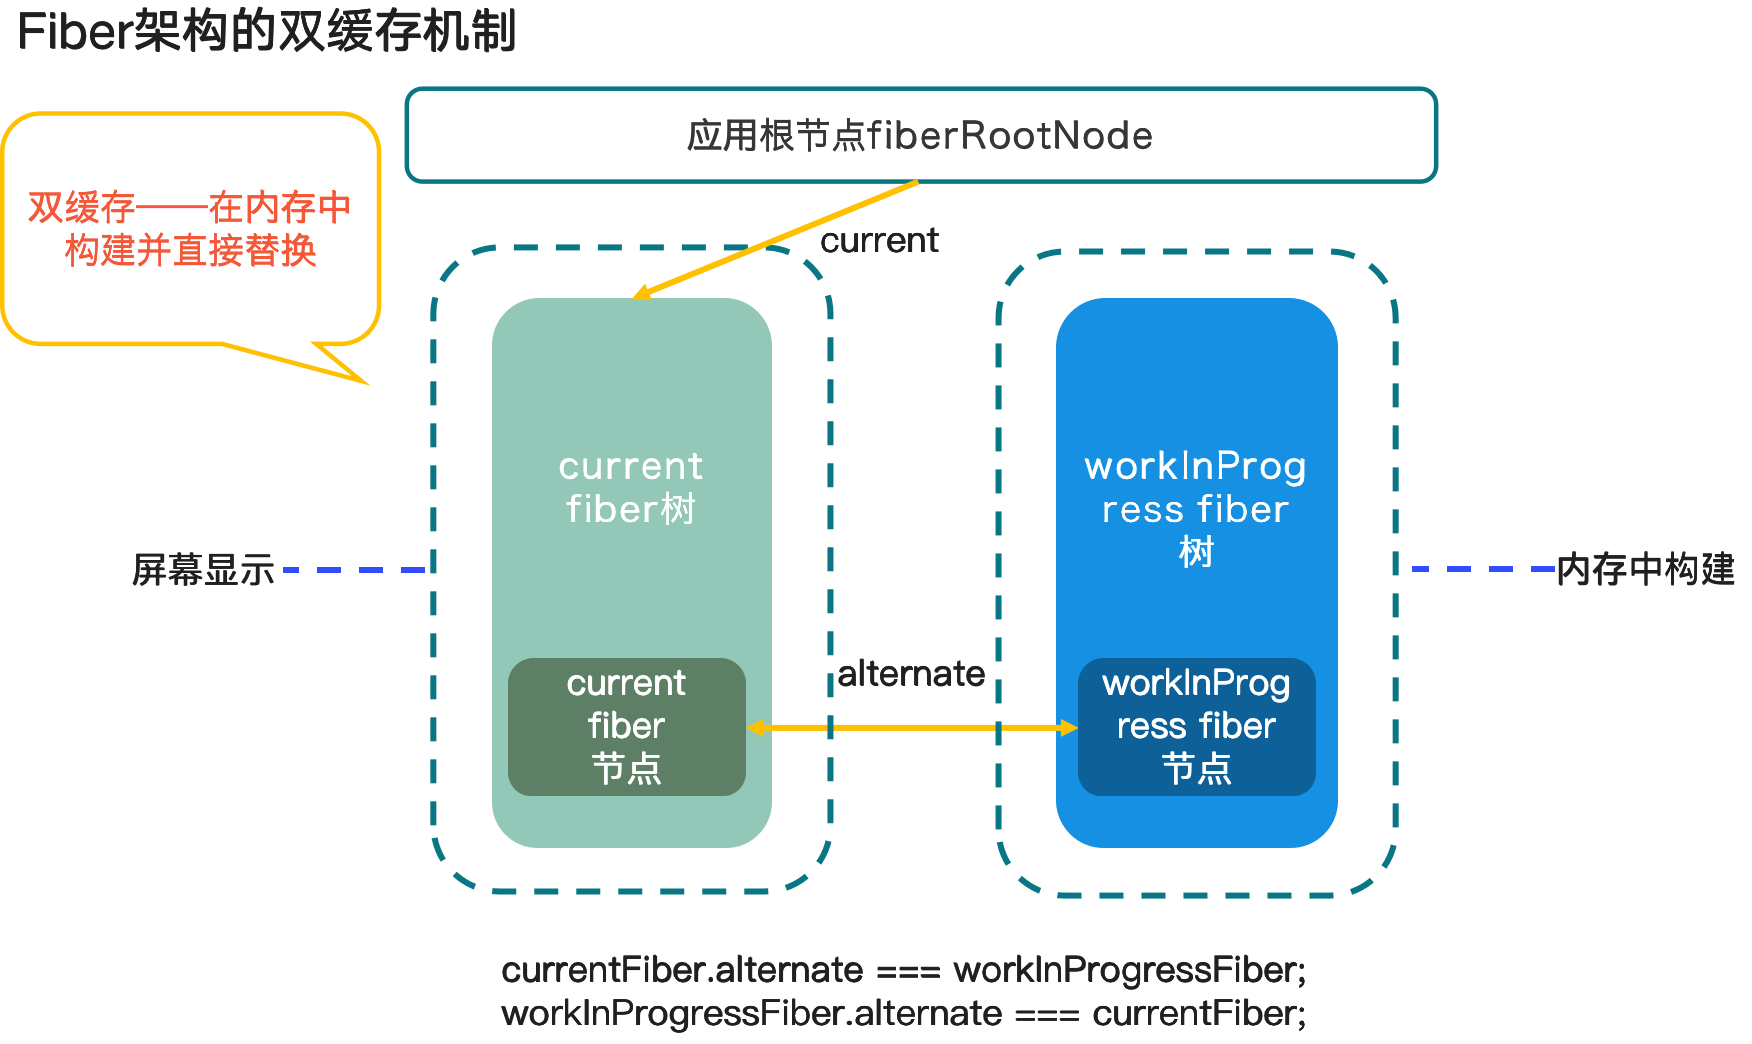 Fiber架构的双缓存机制
应用根节点fiberRootNode
双缓存——在内存中
构建并直接替换
current
current
fiber树
workInProg
ress fiber
树
屏幕显示
内存中构建
alternate
current
fiber
节点
workInProg
ress fiber
节点
currentFiber.alternate === workInProgressFiber;
workInProgressFiber.alternate === currentFiber;